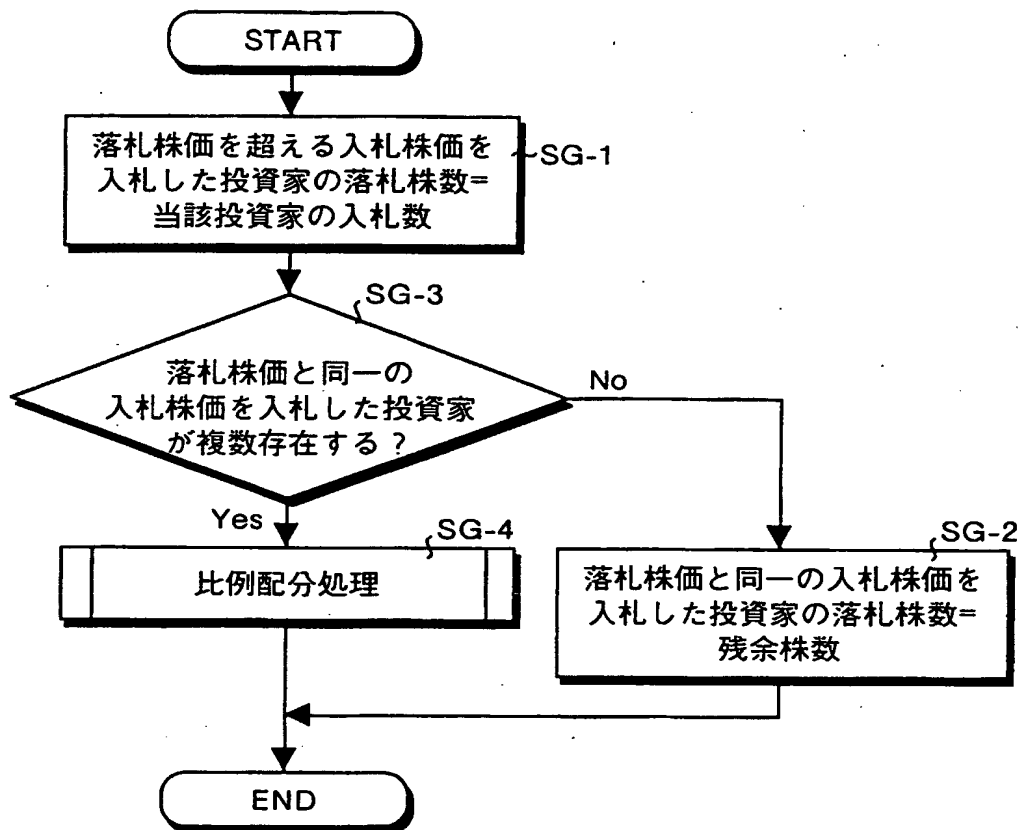 START
落札株価を超える入札株価を
入札した投資家の落札株数=
当該投資家の入札数
SG-1
SG-3
落札株価と同一の
入札株価を入札した投資家
が複数存在する?
No
Yes
SG-4
比例配分処理
SG-2
落札株価と同一の入札株価を
入札した投資家の落札株数=
残余株数
END